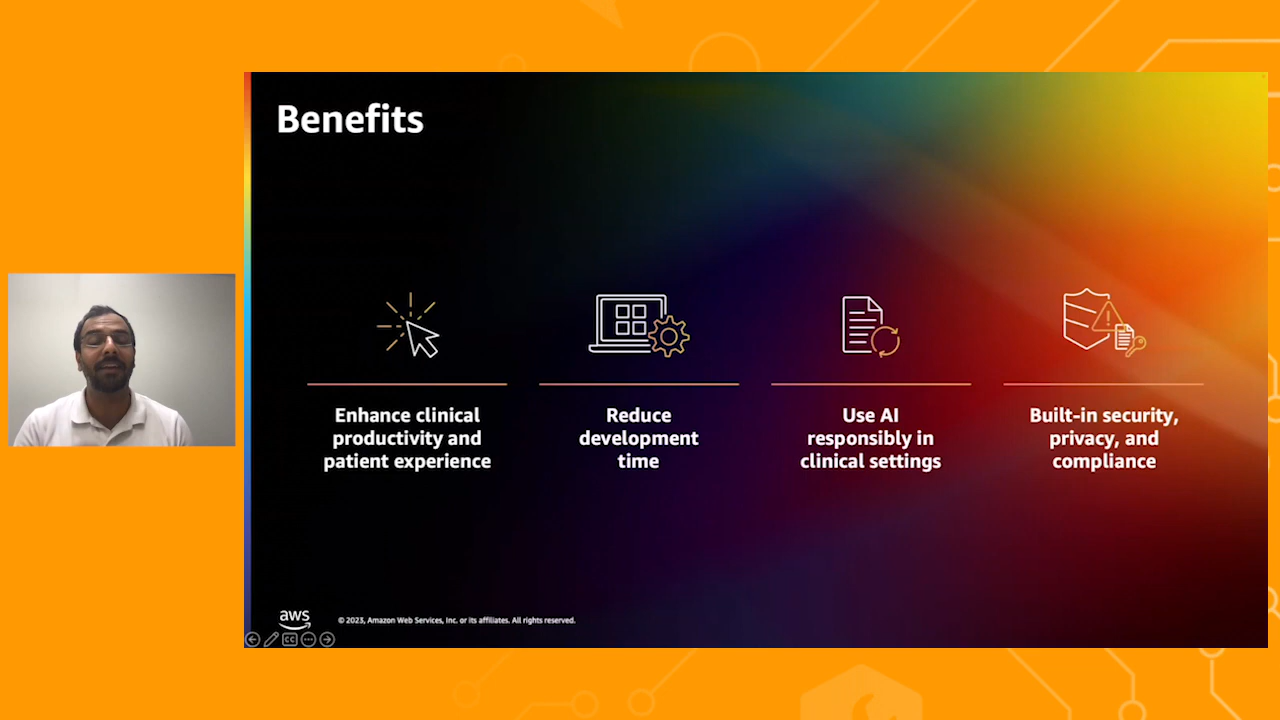 Benefits
Enhance clinical
productivity and
patient experience
Reduce
development
time
Use AI
responsibly in
clinical settings
Built-in security,
privacy, and
compliance
aws
© 2023, Amazon Web Services, Inc. or its affiliates. All rights reserved.
CC